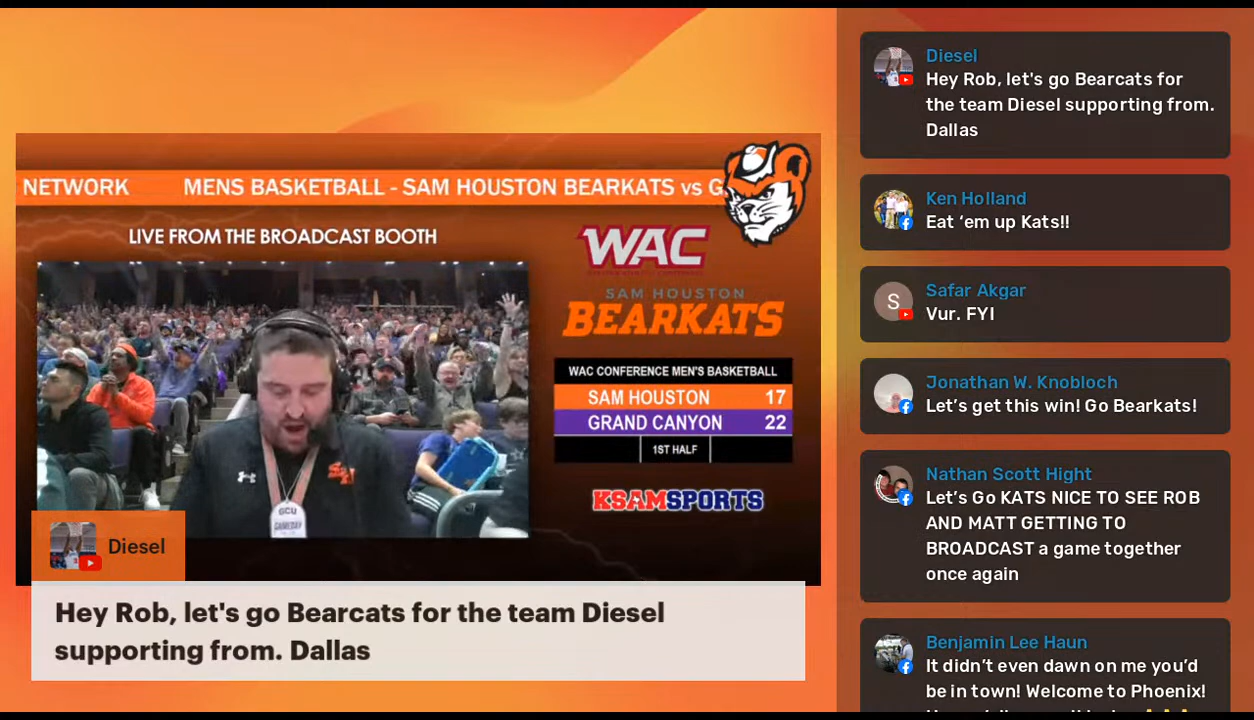 NETWORK MENS BASKETBALL - SAM HOUSTON BEARKATS vs G
LIVE FROM THE BROADCAST BOOTH
WAC
SAM HOUSTON
BEARKATS
WAC CONFERENCE MEN'S BASKETBALL
SAM HOUSTON 17
GRAND CANYON 22
1ST HALF
KSAMSPORTS
GCU
GAMEDAY
Diesel
Hey Rob, let's go Bearcats for the team Diesel
supporting from. Dallas
Diesel
Hey Rob, let's go Bearcats for
the team Diesel supporting from.
Dallas
Ken Holland
Eat ‘em up Kats!!
S
Safar Akgar
Vur. FYI
Jonathan W. Knobloch
Let’s get this win! Go Bearkats!
Nathan Scott Hight
Let’s Go KATS NICE TO SEE ROB
AND MATT GETTING TO
BROADCAST a game together
once again
Benjamin Lee Haun
It didn’t even dawn on me you’d
be in town! Welcome to Phoenix!